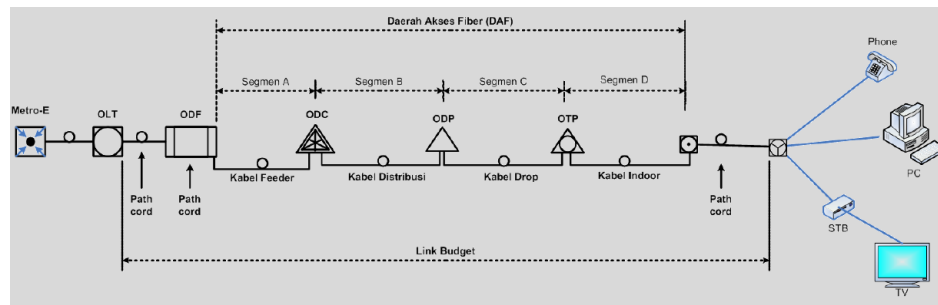 Daerah Akses Fiber (DAF)
Phone
Segmen A
Segmen B
Segmen C
Segmen D
Metro-E
OLT
ODF
ODC
ODP
OTP
Kabel Feeder
Kabel Distribusi
Kabel Drop
Kabel Indoor
PC
Path
cord
Path
cord
Path
cord
STB
Link Budget
TV